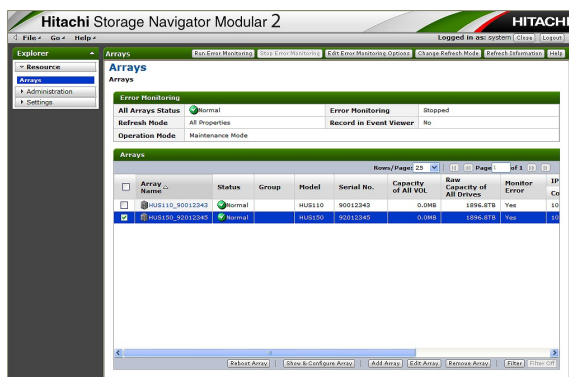 Hitachi Storage Navigator Modular 2
HITACHI
File Go Help
Logged in as: system Close Logout
Explorer
Resource
Arrays
Administration
Settings
Arrays Run Error Monitoring Stop Error Monitoring Edit Error Monitoring Options Change Refresh Mode Refresh Information Help
Arrays
Arrays
Error Monitoring
All Arrays Status Normal Error Monitoring Stopped
Refresh Mode All Properties Record in Event Viewer No
Operation Mode Maintenance Mode
Arrays
Rows/Page: 25 Page 1 of 1
Array Name Status Group Model Serial No. Capacity of All VOL Raw Capacity of All Drives Monitor Error IP Co
HUS110_90012343 Normal HUS110 90012343 0.0MB 1896.8TB Yes 10
HUS150_92012345 Normal HUS150 92012345 0.0MB 1896.8TB Yes 10
Reboot Array Show & Configure Array Add Array Edit Array Remove Array Filter Filter Off